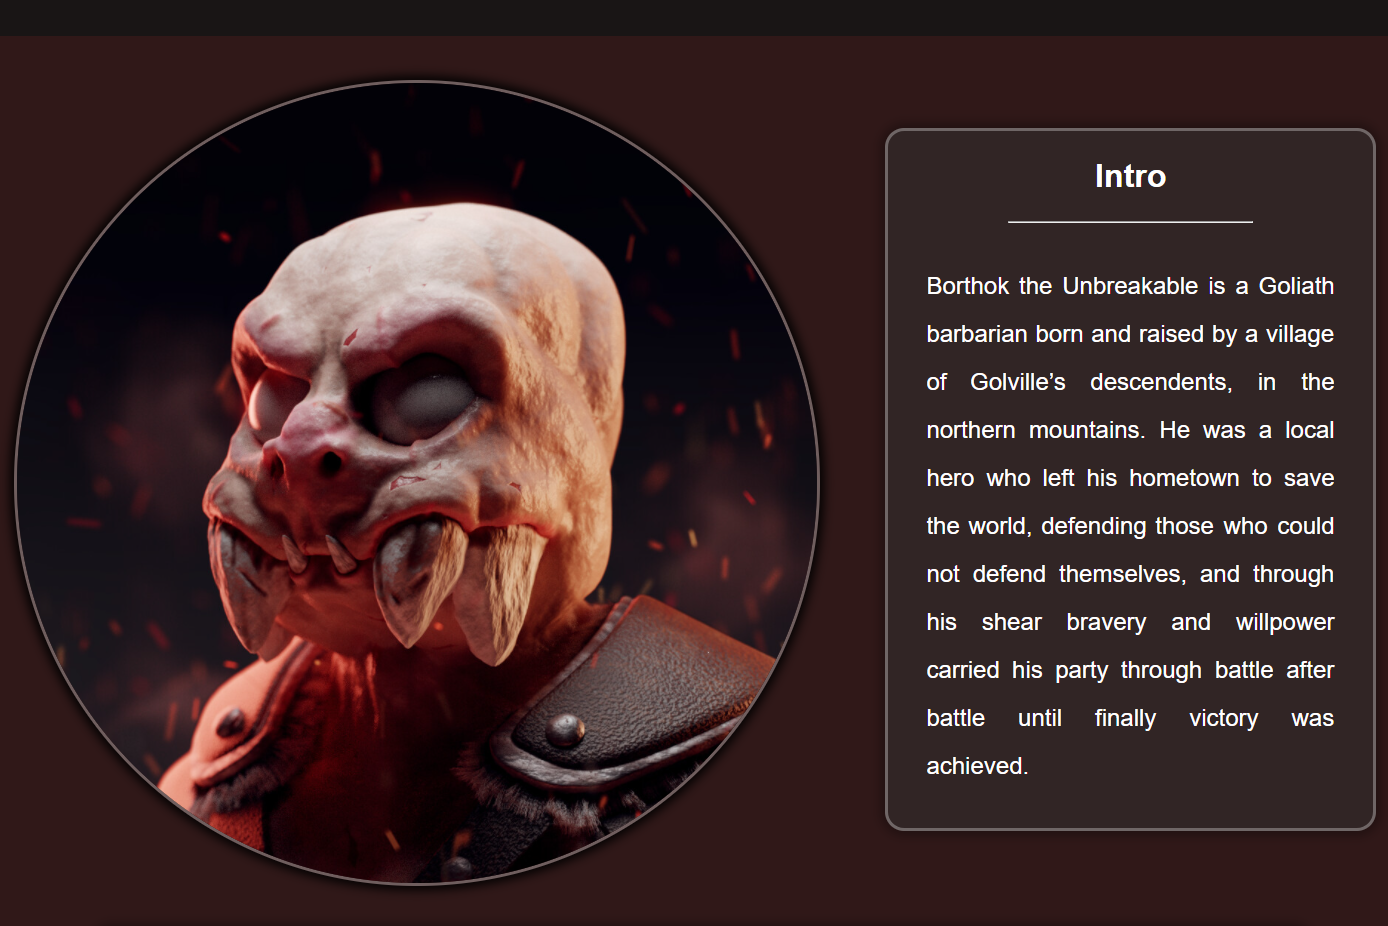 Intro
Borthok the Unbreakable is a Goliath
barbarian born and raised by a village
of Golville’s descendents, in the
northern mountains. He was a local
hero who left his hometown to save
the world, defending those who could
not defend themselves, and through
his shear bravery and willpower
carried his party through battle after
battle until finally victory was
achieved.